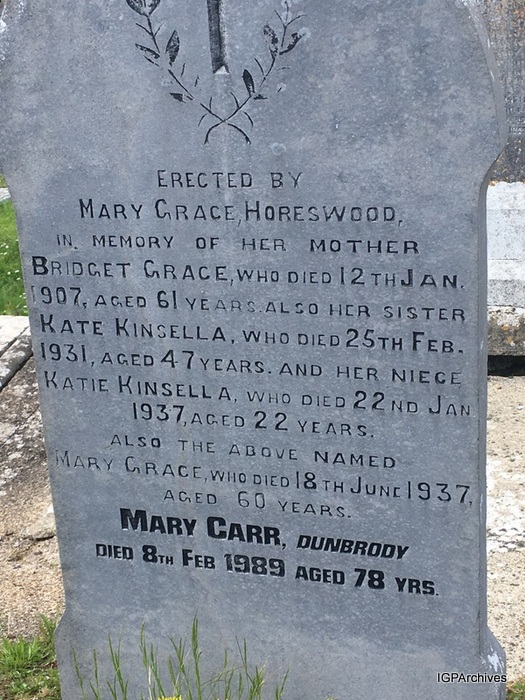 ERECTED BY
MARY GRACE, HORESWOOD,
IN MEMORY OF HER MOTHER
BRIDGET GRACE, WHO DIED 12TH JAN.
1907, AGED 61 YEARS. ALSO HER SISTER
KATE KINSELLA, WHO DIED 25TH FEB.
1931, AGED 47 YEARS. AND HER NIECE
KATIE KINSELLA, WHO DIED 22ND JAN
1937, AGED 22 YEARS.
ALSO THE ABOVE NAMED
MARY GRACE, WHO DIED 18TH JUNE 1937,
AGED 60 YEARS.
MARY CARR, DUNBRODY
DIED 8TH FEB 1989 AGED 78 YRS.
IGPArchives